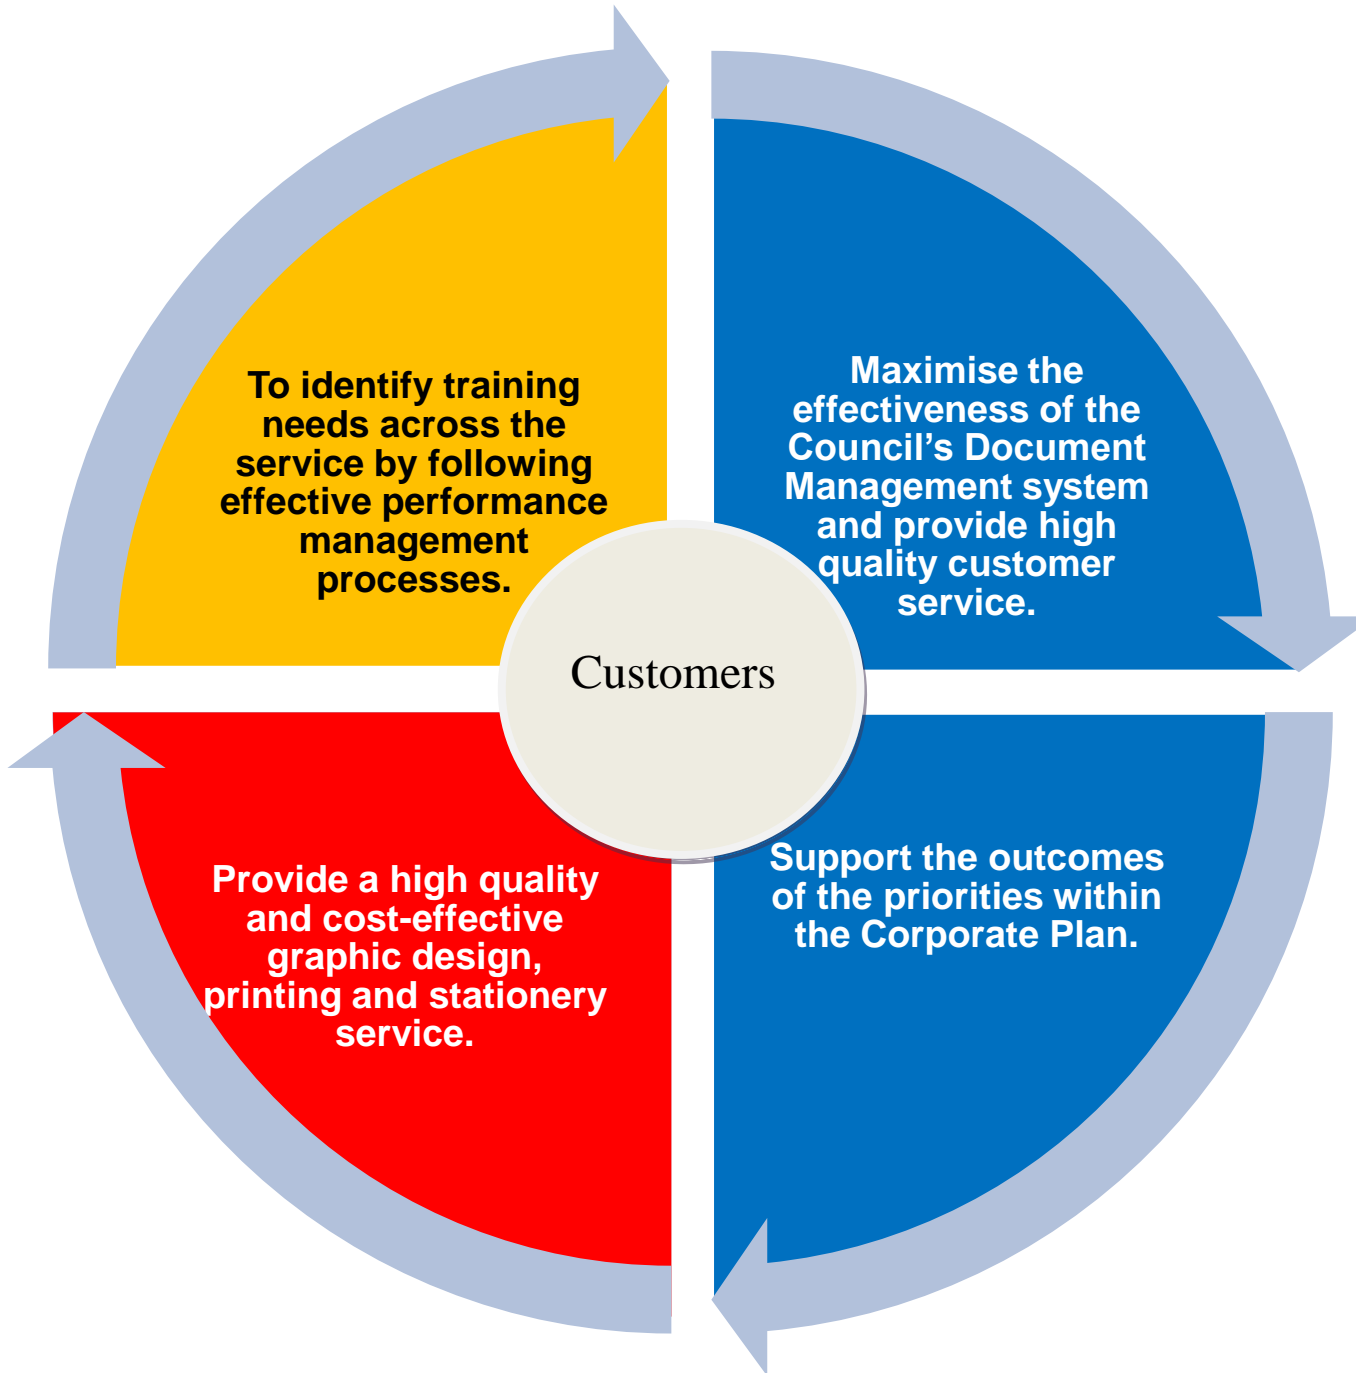 To identify training
needs across the
service by following
effective performance
management
processes.
Maximise the
effectiveness of the
Council’s Document
Management system
and provide high
quality customer
service.
Customers
Provide a high quality
and cost-effective
graphic design,
printing and stationery
service.
Support the outcomes
of the priorities within
the Corporate Plan.